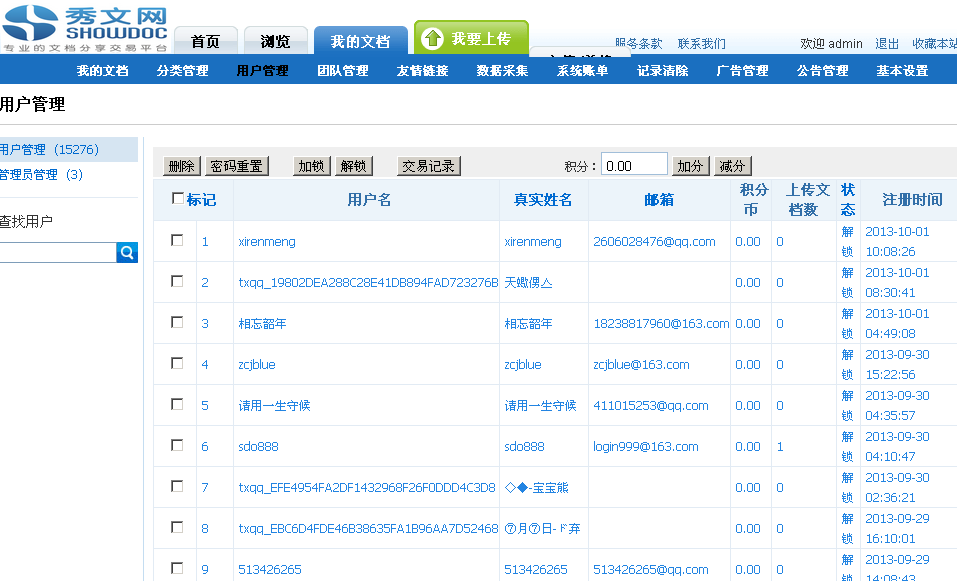 秀文网
SHOWDOC
专业的文档分享交易平台
首页 浏览 我的文档 我要上传
服务条款 联系我们 欢迎 admin 退出 收藏本站
我的文档 分类管理 用户管理 团队管理 友情链接 数据采集 系统账单 记录清除 广告管理 公告管理 基本设置
用户管理
用户管理 (15276)
管理员管理 (3)
查找用户
删除 密码重置 加锁 解锁 交易记录 积分： 0.00 加分 减分
标记 用户名 真实姓名 邮箱 积分币 上传文档数 状态 注册时间
1 xirenmeng xirenmeng 2606028476@qq.com 0.00 0 解锁 2013-10-01 10:08:26
2 txqq_19802DEA288C28E41DB894FAD723276B 0.00 0 解锁 2013-10-01 08:30:41
3 相忘韶年 相忘韶年 18238817960@163.com 0.00 0 解锁 2013-10-01 04:49:08
4 zcjblue zcjblue zcjblue@163.com 0.00 0 解锁 2013-09-30 15:22:56
5 请用一生守候 请用一生守候 411015253@qq.com 0.00 0 解锁 2013-09-30 04:35:57
6 sdo888 sdo888 login999@163.com 0.00 1 解锁 2013-09-30 04:10:47
7 txqq_EFE4954FA2DF1432968F26F0DDD4C3D8 ◇◆-宝宝熊 0.00 0 解锁 2013-09-30 02:36:21
8 txqq_EBC6D4FDE46B38635FA1B96AA7D52468 ⑦月⑦日-ド弃 0.00 0 解锁 2013-09-29 16:10:01
9 513426265 513426265 513426265@qq.com 0.00 0 解锁 2013-09-29 14:08:43